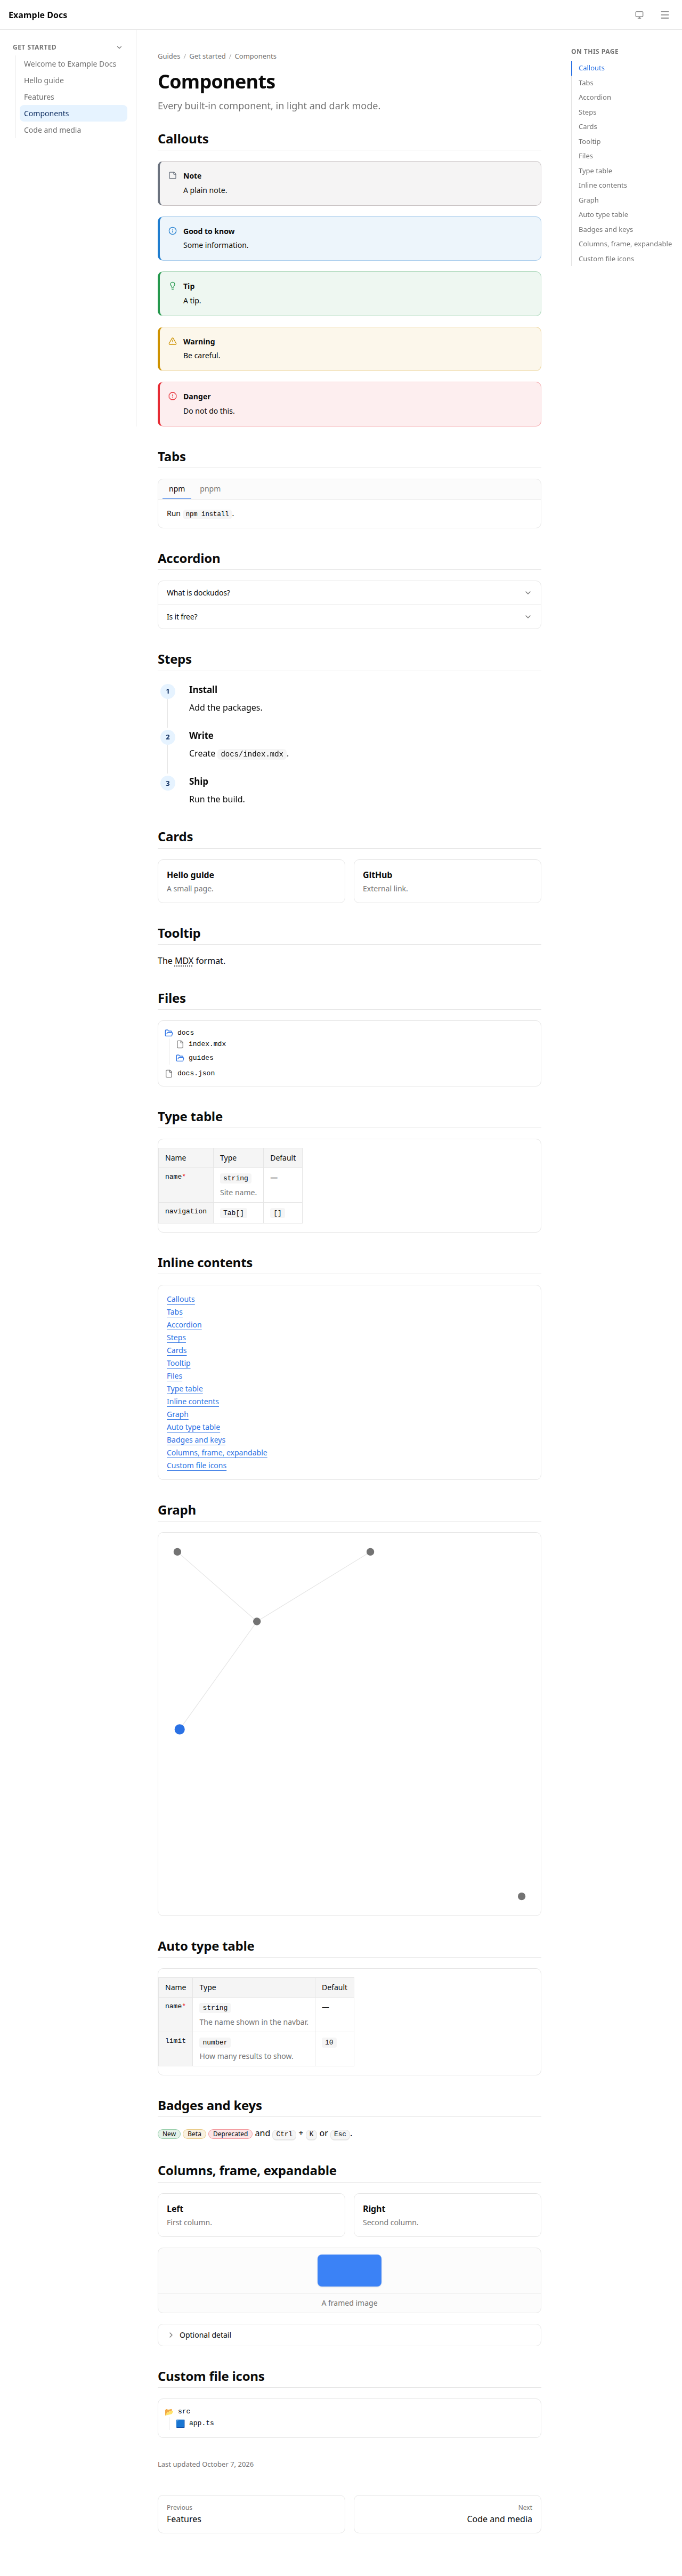 Example Docs
GET STARTED
Welcome to Example Docs
Hello guide
Features
Components
Code and media
Guides / Get started / Components
Components
Every built-in component, in light and dark mode.
Callouts
Note
A plain note.
Good to know
Some information.
Tip
A tip.
Warning
Be careful.
Danger
Do not do this.
Tabs
npm pnpm
Run npm install.
Accordion
What is dockudos?
Is it free?
Steps
1 Install
Add the packages.
2 Write
Create docs/index.mdx.
3 Ship
Run the build.
Cards
Hello guide
A small page.
GitHub
External link.
Tooltip
The MDX format.
Files
docs
index.mdx
guides
docs.json
Type table
Name Type Default
name* string —
Site name.
navigation Tab[] []
Inline contents
Callouts
Tabs
Accordion
Steps
Cards
Tooltip
Files
Type table
Inline contents
Graph
Auto type table
Badges and keys
Columns, frame, expandable
Custom file icons
Graph
Auto type table
Name Type Default
name* string —
The name shown in the navbar.
limit number 10
How many results to show.
Badges and keys
New Beta Deprecated and Ctrl + K or Esc.
Columns, frame, expandable
Left
First column.
Right
Second column.
A framed image
Optional detail
Custom file icons
src
app.ts
Last updated October 7, 2026
Previous
Features
Next
Code and media
ON THIS PAGE
Callouts
Tabs
Accordion
Steps
Cards
Tooltip
Files
Type table
Inline contents
Graph
Auto type table
Badges and keys
Columns, frame, expandable
Custom file icons